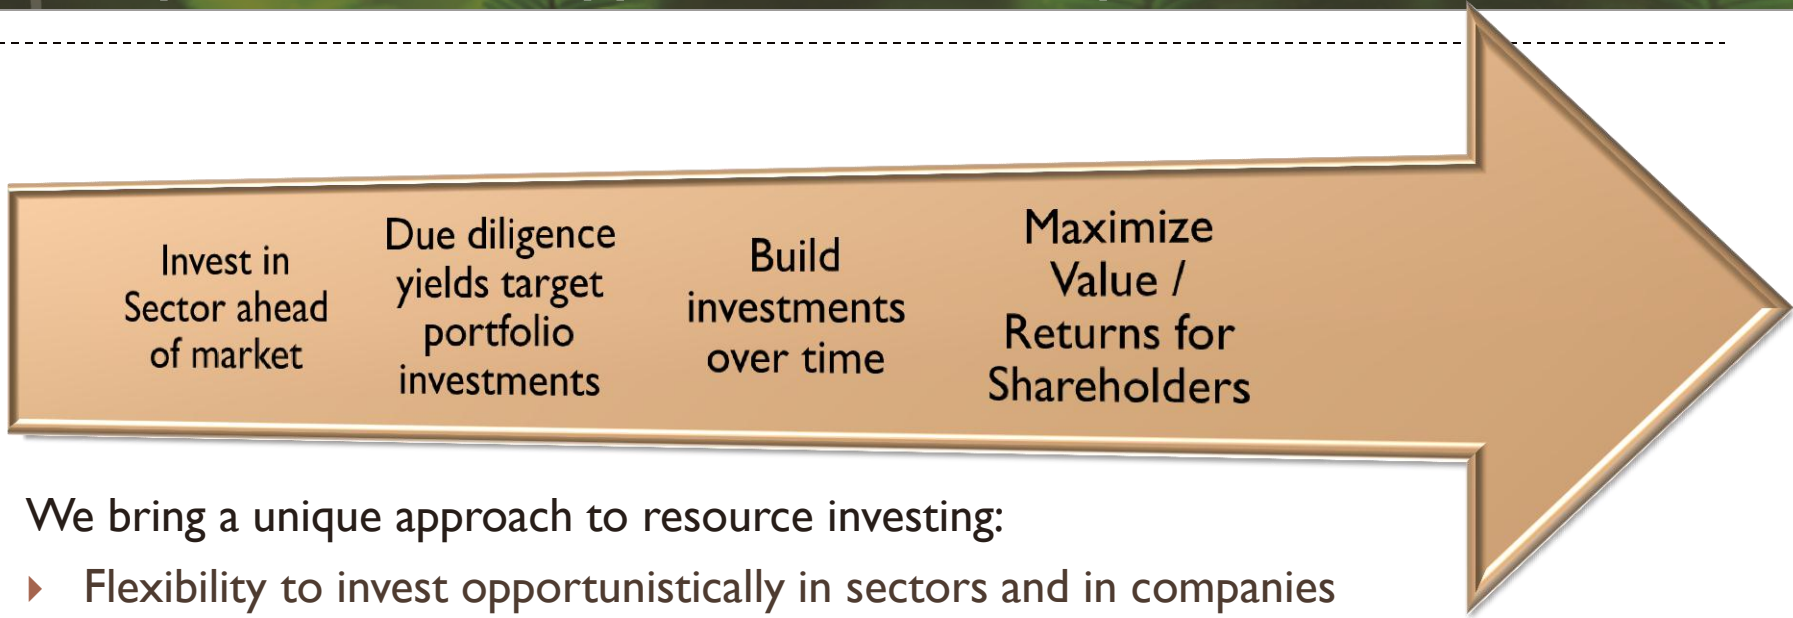 Invest in
Sector ahead
of market
Due diligence
yields target
portfolio
investments
Build
investments
over time
Maximize
Value /
Returns for
Shareholders
We bring a unique approach to resource investing:
Flexibility to invest opportunistically in sectors and in companies